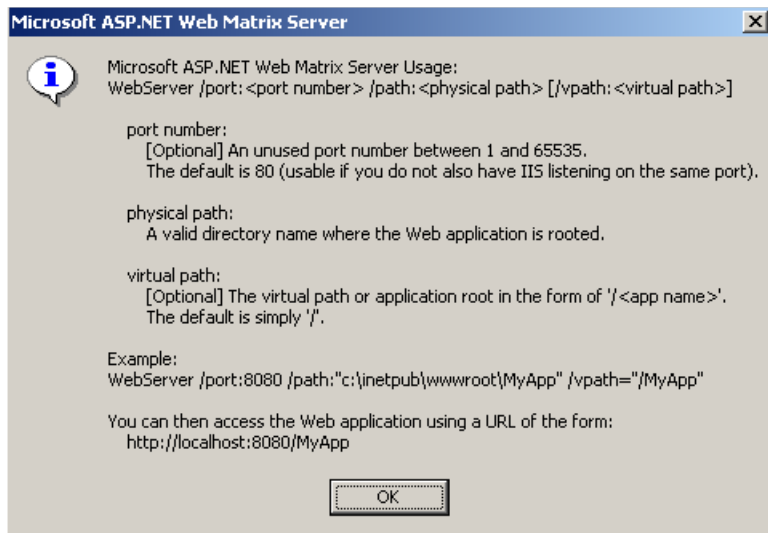 Microsoft ASP.NET Web Matrix Server
Microsoft ASP.NET Web Matrix Server Usage:
WebServer /port:<port number> /path:<physical path> [/vpath:<virtual path>]
port number:
[Optional] An unused port number between 1 and 65535.
The default is 80 (usable if you do not also have IIS listening on the same port).
physical path:
A valid directory name where the Web application is rooted.
virtual path:
[Optional] The virtual path or application root in the form of '/<app name>'.
The default is simply '/'.
Example:
WebServer /port:8080 /path:"c:\inetpub\wwwroot\MyApp" /vpath="/MyApp"
You can then access the Web application using a URL of the form:
http://localhost:8080/MyApp
OK